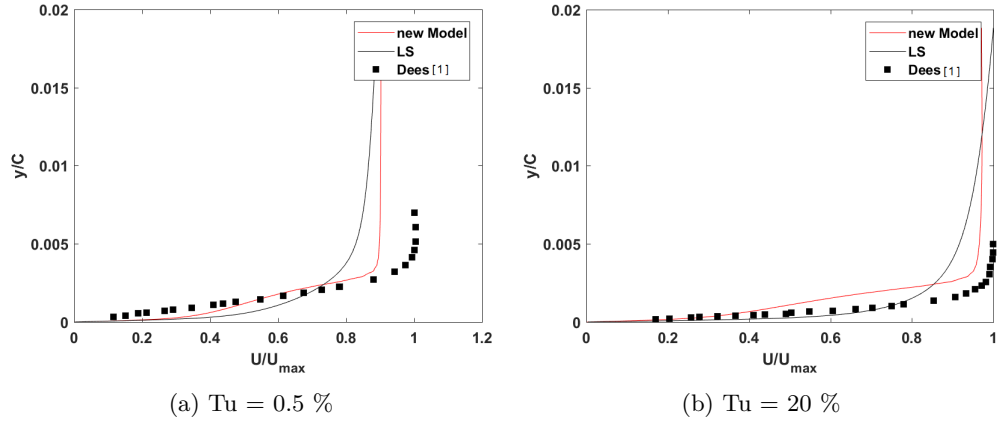 0.02
0.015
0.01
0.005
0
y/C
0 0.2 0.4 0.6 0.8 1 1.2
U/Umax
new Model
LS
Dees [1]
(a) Tu = 0.5 %
0.02
0.015
0.01
0.005
0
y/C
0 0.2 0.4 0.6 0.8 1
U/Umax
new Model
LS
Dees [1]
(b) Tu = 20 %